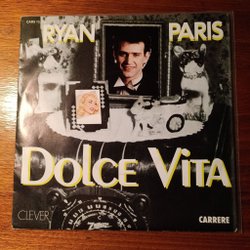 RYAN PARIS
DOLCE VITA
CLEVER
CARRERE